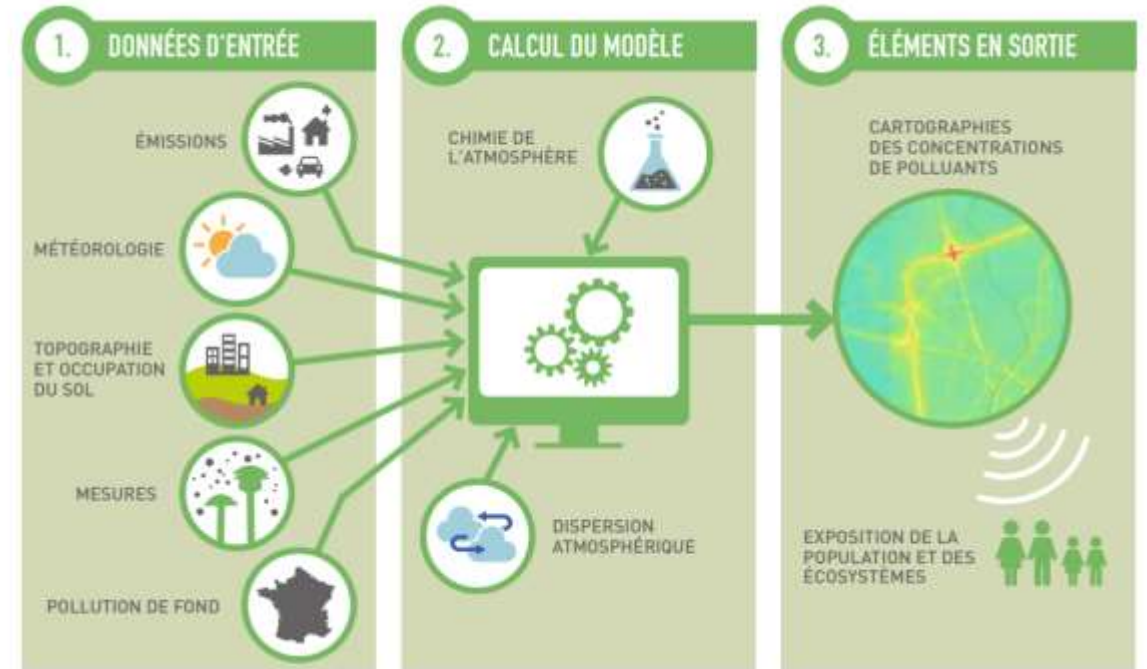 1. DONNÉES D'ENTRÉE
ÉMISSIONS
MÉTÉOROLOGIE
TOPOGRAPHIE
ET OCCUPATION
DU SOL
MESURES
POLLUTION DE FOND
2. CALCUL DU MODÈLE
CHIMIE DE
L'ATMOSPHÈRE
DISPERSION
ATMOSPHÉRIQUE
3. ÉLÉMENTS EN SORTIE
CARTOGRAPHIES
DES CONCENTRATIONS
DE POLLUANTS
EXPOSITION DE LA
POPULATION ET DES
ÉCOSYSTÈMES